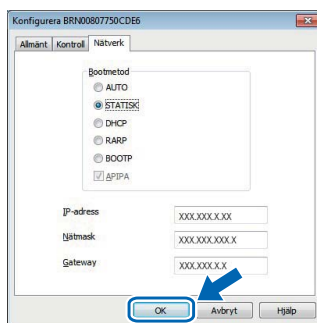 Konfigurera BRN00807750CDE6
Allmänt Kontroll Nätverk
Bootmetod
AUTO
STATISK
DHCP
RARP
BOOTP
APIPA
IP-adress XXX.XXX.X.XX
Nätmask XXX.XXX.XXX.X
Gateway XXX.XXX.X.X
OK Avbryt Hjälp